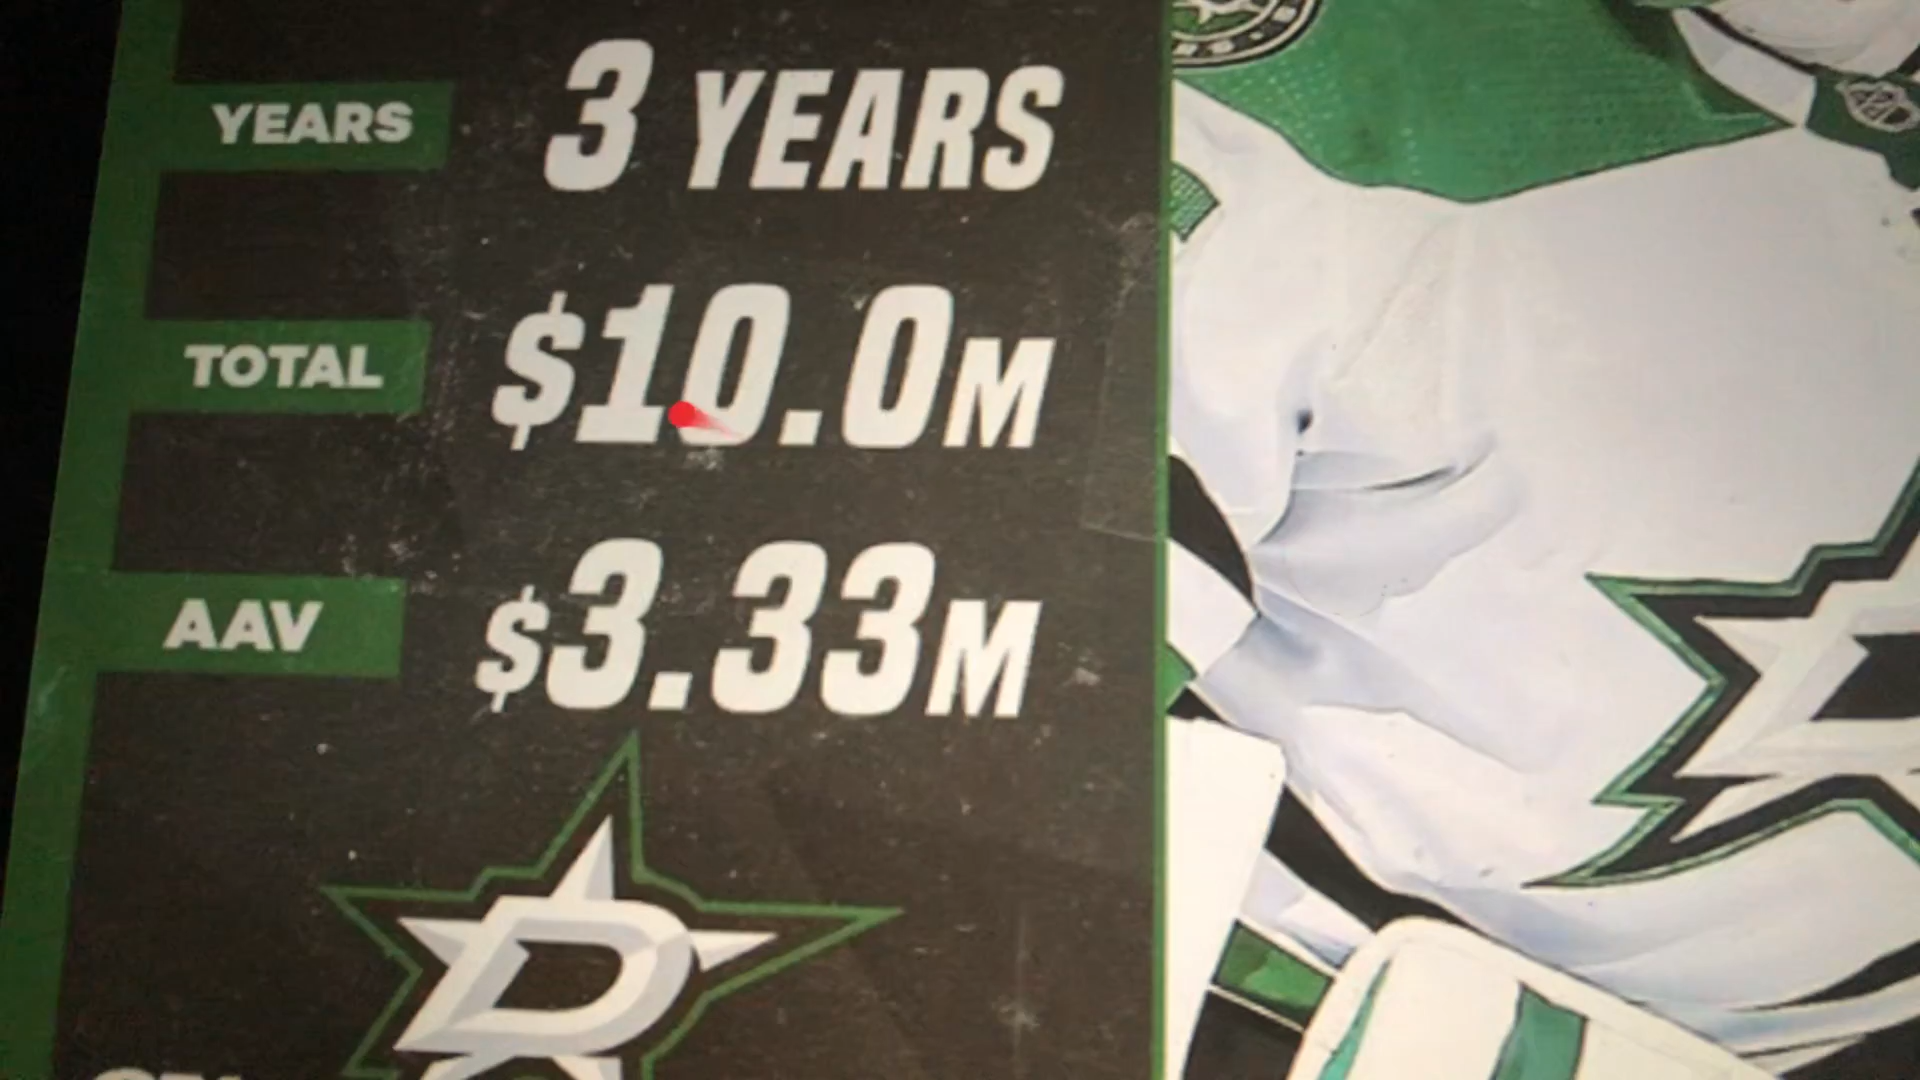 YEARS 3 YEARS
TOTAL $10.0M
AAV $3.33M
D